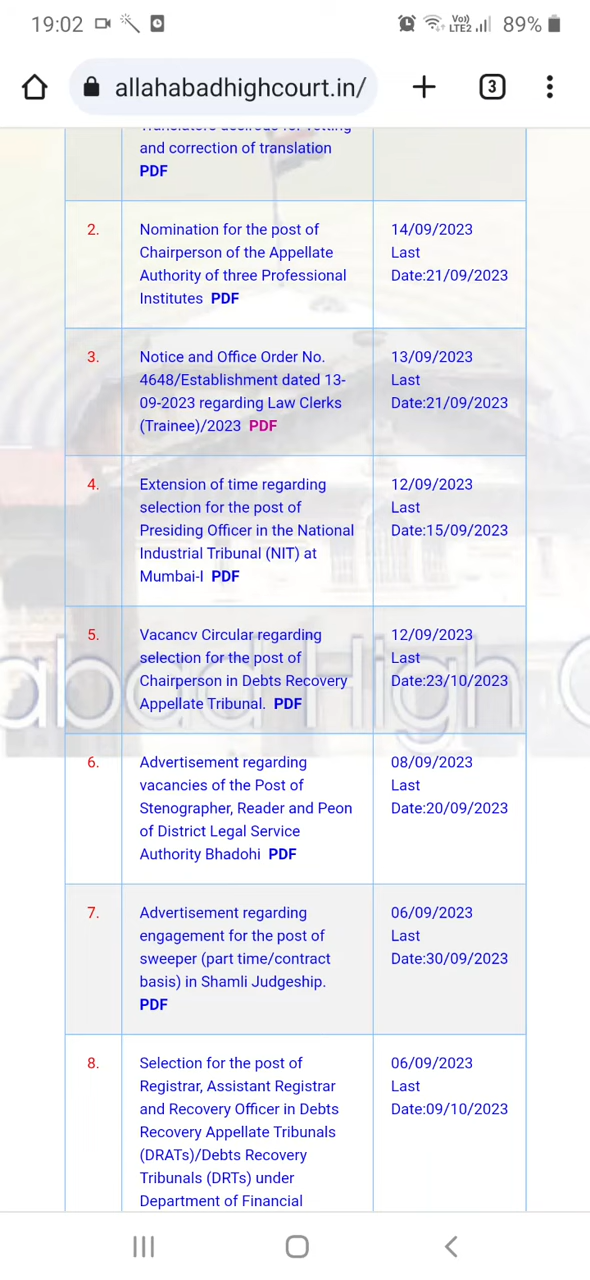 19:02
Vo))
LTE2
89%
allahabadhighcourt.in/
3
and correction of translation
PDF
2.
Nomination for the post of
Chairperson of the Appellate
Authority of three Professional
Institutes PDF
14/09/2023
Last
Date:21/09/2023
3.
Notice and Office Order No.
4648/Establishment dated 13-
09-2023 regarding Law Clerks
(Trainee)/2023 PDF
13/09/2023
Last
Date:21/09/2023
4.
Extension of time regarding
selection for the post of
Presiding Officer in the National
Industrial Tribunal (NIT) at
Mumbai-I PDF
12/09/2023
Last
Date:15/09/2023
5.
Vacancy Circular regarding
selection for the post of
Chairperson in Debts Recovery
Appellate Tribunal. PDF
12/09/2023
Last
Date:23/10/2023
abad High C
6.
Advertisement regarding
vacancies of the Post of
Stenographer, Reader and Peon
of District Legal Service
Authority Bhadohi PDF
08/09/2023
Last
Date:20/09/2023
7.
Advertisement regarding
engagement for the post of
sweeper (part time/contract
basis) in Shamli Judgeship.
PDF
06/09/2023
Last
Date:30/09/2023
8.
Selection for the post of
Registrar, Assistant Registrar
and Recovery Officer in Debts
Recovery Appellate Tribunals
(DRATs)/Debts Recovery
Tribunals (DRTs) under
Department of Financial
06/09/2023
Last
Date:09/10/2023